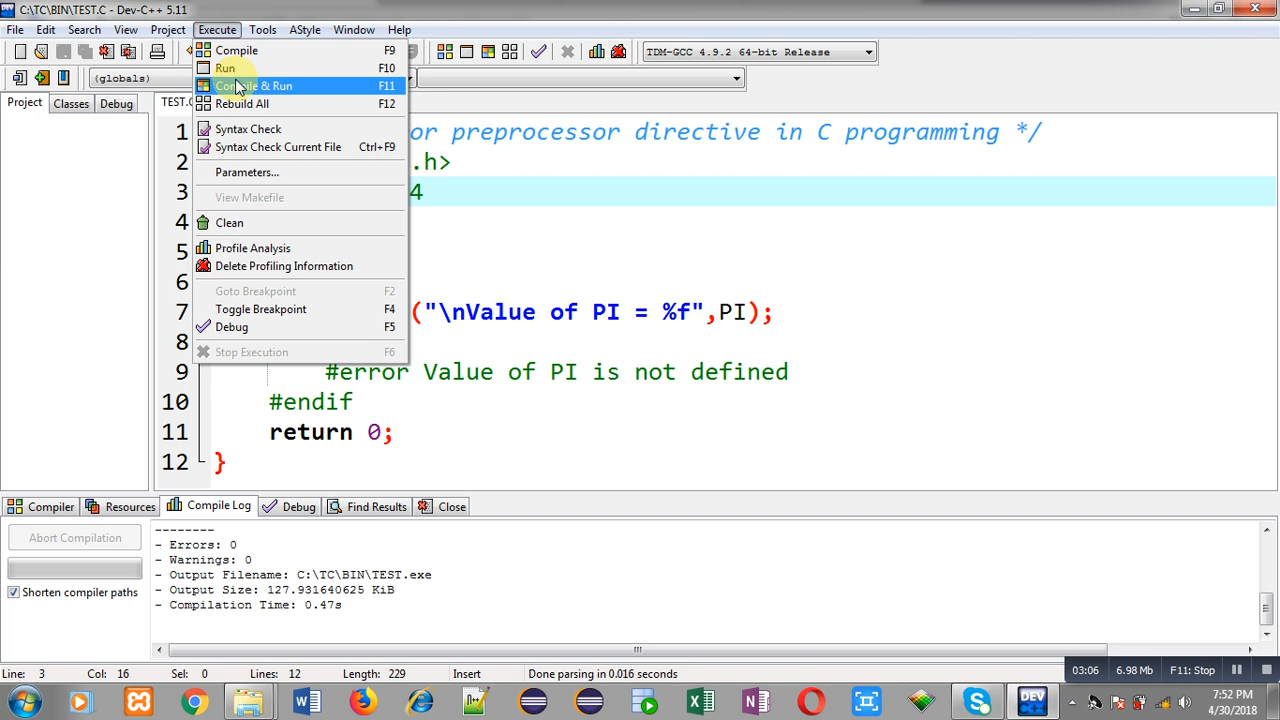 C:\TC\BIN\TEST.C - Dev-C++ 5.11
File Edit Search View Project Execute Tools AStyle Window Help
TDM-GCC 4.9.2 64-bit Release
(globals)
Project Classes Debug
TEST.C
Compile F9
Run F10
Compile & Run F11
Rebuild All F12
Syntax Check
Syntax Check Current File Ctrl+F9
Parameters...
View Makefile
Clean
Profile Analysis
Delete Profiling Information
Goto Breakpoint F2
Toggle Breakpoint F4
Debug F5
Stop Execution F6
1 or preprocessor directive in C programming */
2 .h>
3 4
4
5
6
7 ("\nValue of PI = %f",PI);
8
9 #error Value of PI is not defined
10 #endif
11 return 0;
12 }
Compiler Resources Compile Log Debug Find Results Close
Abort Compilation
Shorten compiler paths
--------
- Errors: 0
- Warnings: 0
- Output Filename: C:\TC\BIN\TEST.exe
- Output Size: 127.931640625 KiB
- Compilation Time: 0.47s
Line: 3 Col: 16 Sel: 0 Lines: 12 Length: 229 Insert Done parsing in 0.016 seconds
03:06 6.98 Mb F11: Stop
7:52 PM
4/30/2018